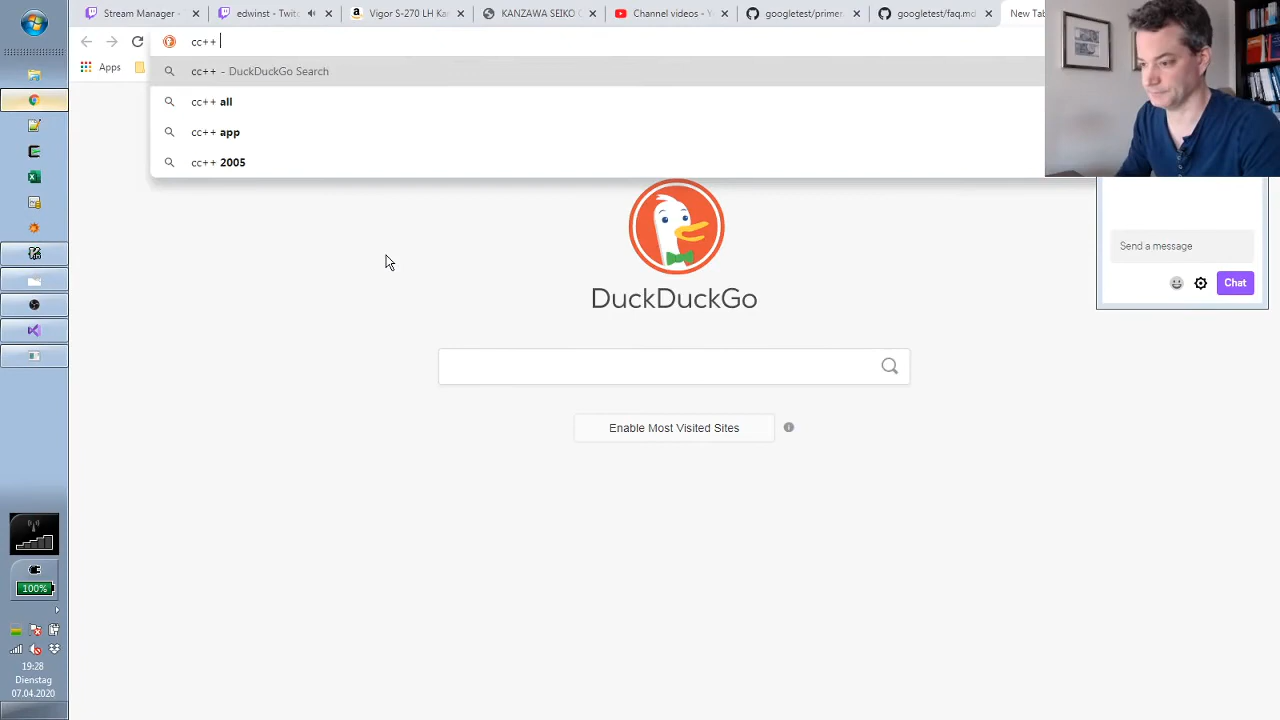 Stream Manager -
edwinst - Twitc
Vigor S-270 LH Ka
KANZAWA SEIKO C
Channel videos - Y
googletest/primer.
googletest/faq.md
New Tab
cc++
Apps
cc++ - DuckDuckGo Search
cc++ all
cc++ app
cc++ 2005
DuckDuckGo
Enable Most Visited Sites
Send a message
Chat
100%
19:28
Dienstag
07.04.2020